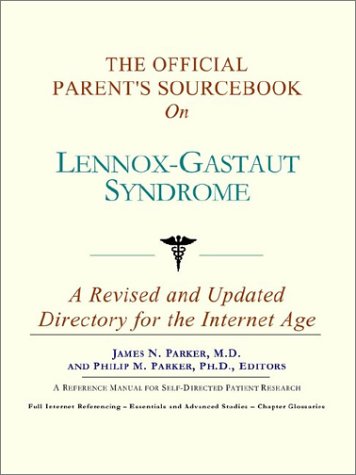 THE OFFICIAL
PARENT'S SOURCEBOOK
On
LENNOX-GASTAUT
SYNDROME
A Revised and Updated
Directory for the Internet Age
JAMES N. PARKER, M.D.
AND PHILIP M. PARKER, PH.D., EDITORS
A REFERENCE MANUAL FOR SELF-DIRECTED PATIENT RESEARCH
Full Internet Referencing – Essentials and Advanced Studies – Chapter Glossaries